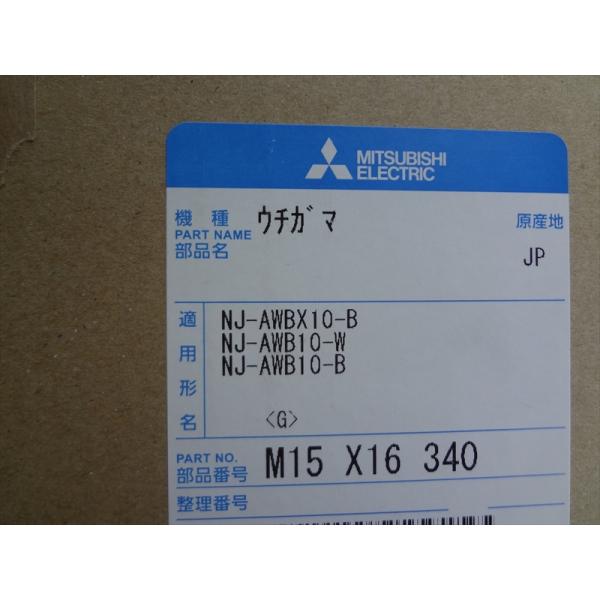 MITSUBISHI
ELECTRIC
機種
PART NAME
部品名
ウチガマ
原産地
JP
適用形名
NJ-AWBX10-B
NJ-AWB10-W
NJ-AWB10-B
<G>
PART NO.
部品番号
M15 X16 340
整理番号